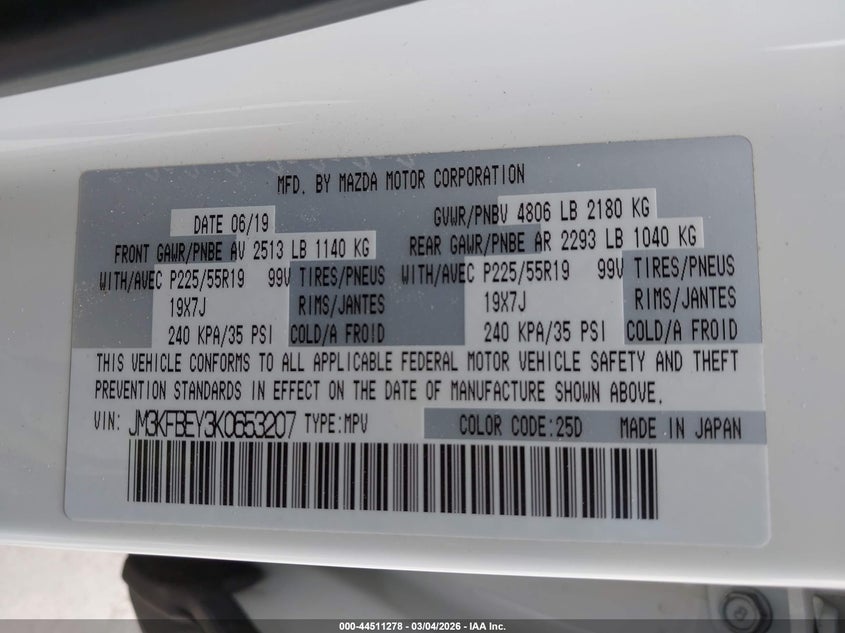 MFD. BY MAZDA MOTOR CORPORATION
DATE 06/19 GVWR/PNBV 4806 LB 2180 KG
FRONT GAWR/PNBE AV 2513 LB 1140 KG REAR GAWR/PNBE AR 2293 LB 1040 KG
WITH/AVEC P225/55R19 99V TIRES/PNEUS WITH/AVEC P225/55R19 99V TIRES/PNEUS
19X7J RIMS/JANTES 19X7J RIMS/JANTES
240 KPA/35 PSI COLD/A FROID 240 KPA/35 PSI COLD/A FROID
THIS VEHICLE CONFORMS TO ALL APPLICABLE FEDERAL MOTOR VEHICLE SAFETY AND THEFT
PREVENTION STANDARDS IN EFFECT ON THE DATE OF MANUFACTURE SHOWN ABOVE.
VIN: JM3KFBEY3K0653207 TYPE:MPV COLOR CODE:25D MADE IN JAPAN
000-44511278 - 03/04/2026 - IAA Inc.